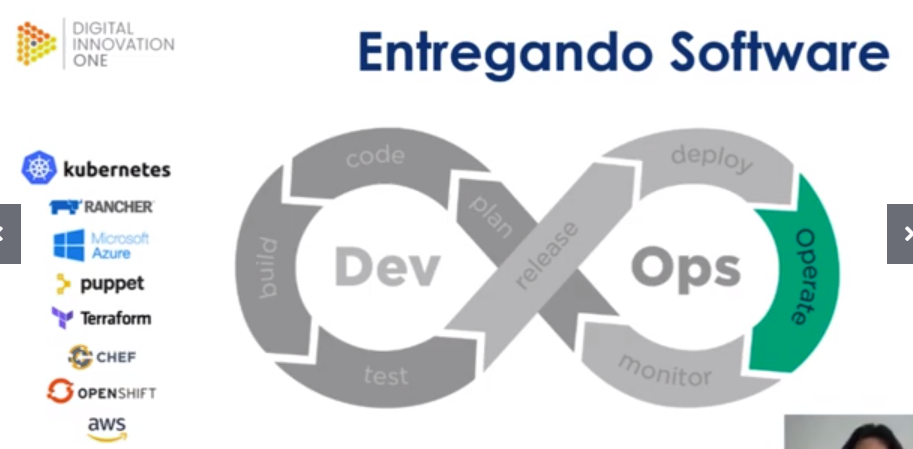 DIGITAL
INNOVATION
ONE
Entregando Software
kubernetes
RANCHER
Microsoft
Azure
puppet
Terraform
CHEF
OPENSHIFT
aws
code
plan
build
Dev
test
release
deploy
Ops
Operate
monitor